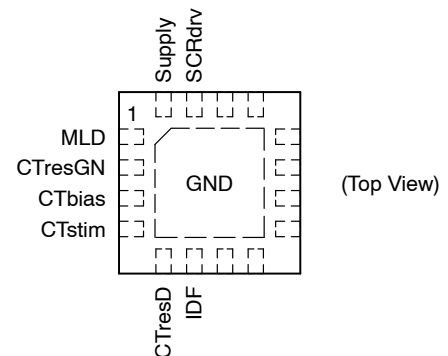 Supply
SCRdrv
1
MLD
CTresGN
CTbias
CTstim
GND
(Top View)
CTresD
IDF